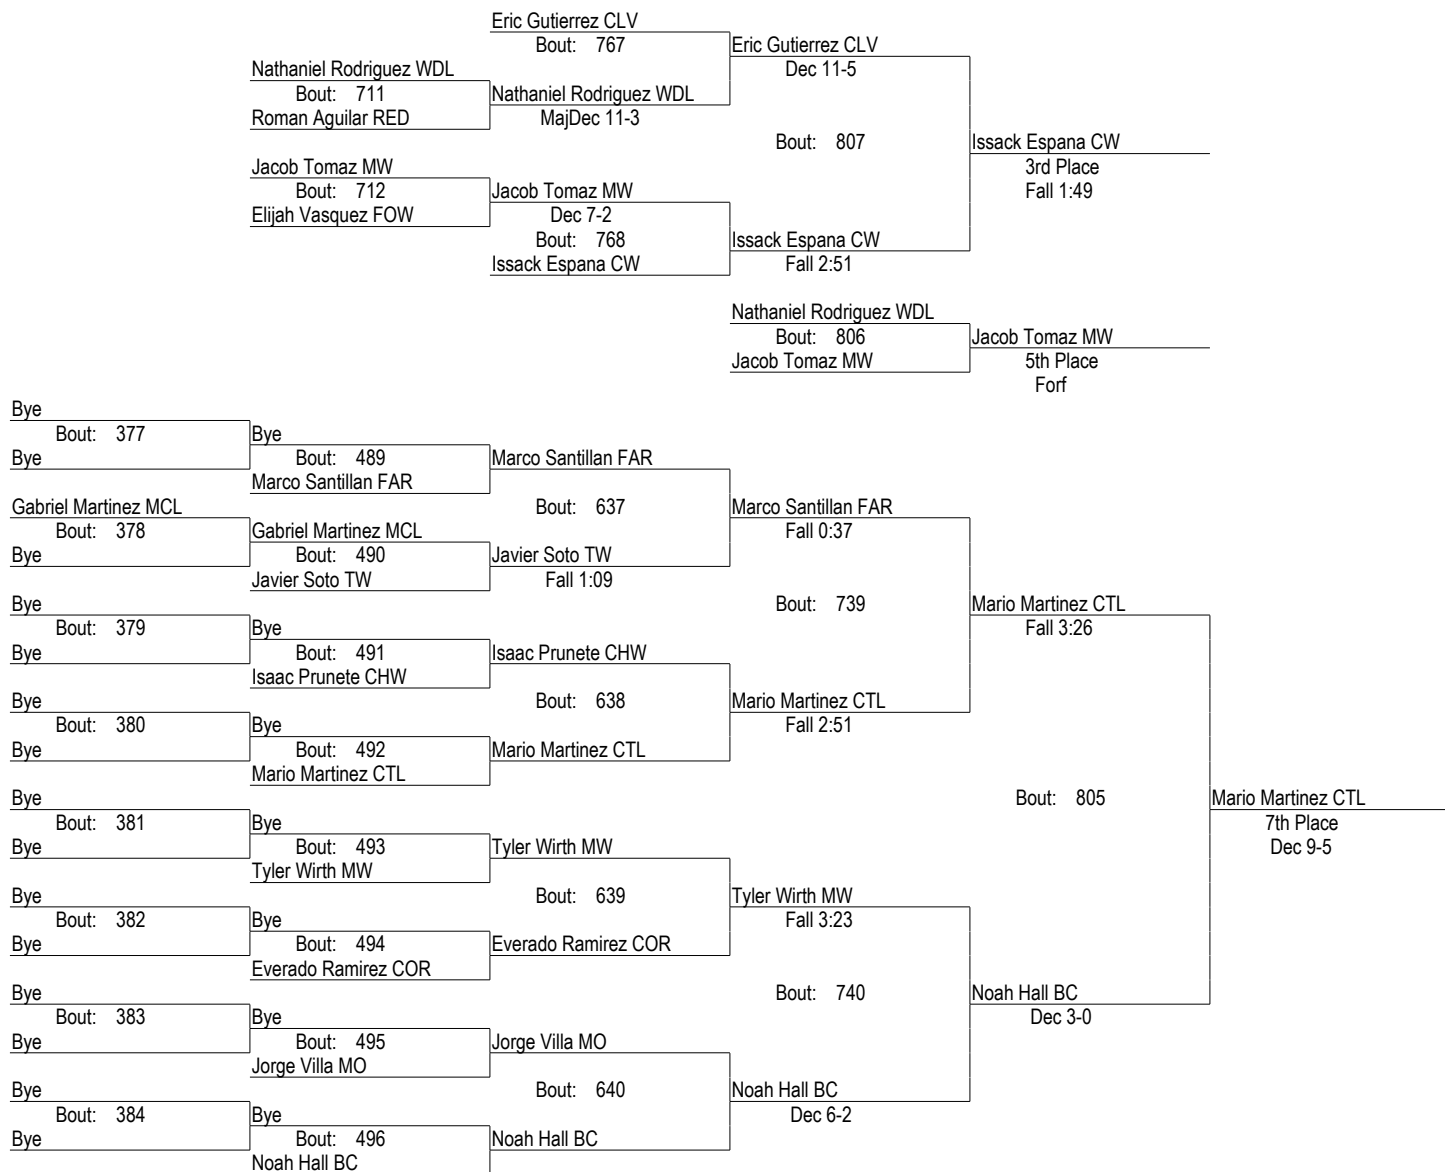 Eric Gutierrez CLV
Bout: 767
Eric Gutierrez CLV
Dec 11-5
Nathaniel Rodriguez WDL
Bout: 711
Nathaniel Rodriguez WDL
Roman Aguilar RED
MajDec 11-3
Bout: 807
Issack Espana CW
3rd Place
Fall 1:49
Jacob Tomaz MW
Bout: 712
Jacob Tomaz MW
Elijah Vasquez FOW
Dec 7-2
Bout: 768
Issack Espana CW
Issack Espana CW
Fall 2:51
Nathaniel Rodriguez WDL
Bout: 806
Jacob Tomaz MW
Jacob Tomaz MW
5th Place
Forf
Bye
Bout: 377
Bye
Bye
Bout: 489
Marco Santillan FAR
Marco Santillan FAR
Gabriel Martinez MCL
Bout: 637
Marco Santillan FAR
Bout: 378
Gabriel Martinez MCL
Fall 0:37
Bye
Bout: 490
Javier Soto TW
Javier Soto TW
Fall 1:09
Bye
Bout: 739
Mario Martinez CTL
Bout: 379
Bye
Fall 3:26
Bye
Bout: 491
Isaac Prunete CHW
Isaac Prunete CHW
Bye
Bout: 638
Mario Martinez CTL
Bout: 380
Bye
Fall 2:51
Bye
Bout: 492
Mario Martinez CTL
Mario Martinez CTL
Bye
Bout: 805
Mario Martinez CTL
Bout: 381
Bye
7th Place
Bye
Bout: 493
Tyler Wirth MW
Dec 9-5
Tyler Wirth MW
Bye
Bout: 639
Tyler Wirth MW
Bout: 382
Bye
Fall 3:23
Bye
Bout: 494
Everado Ramirez COR
Everado Ramirez COR
Bye
Bout: 740
Noah Hall BC
Bout: 383
Bye
Dec 3-0
Bye
Bout: 495
Jorge Villa MO
Jorge Villa MO
Bye
Bout: 640
Noah Hall BC
Bout: 384
Bye
Dec 6-2
Bye
Bout: 496
Noah Hall BC
Noah Hall BC